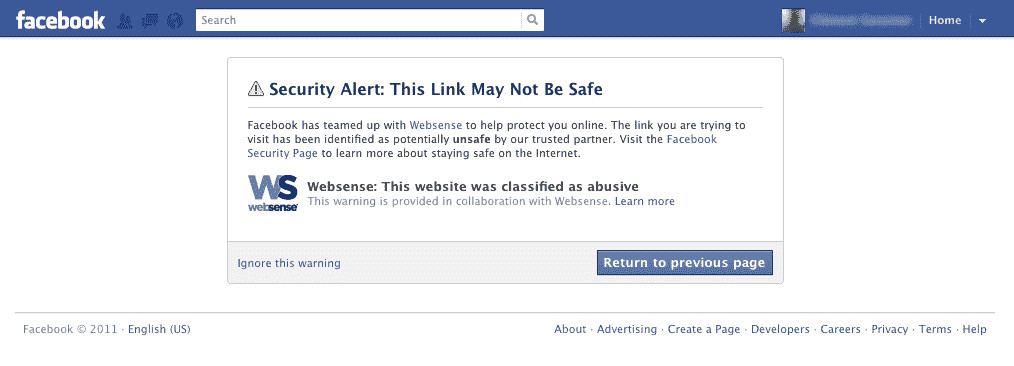 facebook
Search
Home
Security Alert: This Link May Not Be Safe
Facebook has teamed up with Websense to help protect you online. The link you are trying to
visit has been identified as potentially unsafe by our trusted partner. Visit the Facebook
Security Page to learn more about staying safe on the Internet.
WS
websense
Websense: This website was classified as abusive
This warning is provided in collaboration with Websense. Learn more
Ignore this warning
Return to previous page
Facebook © 2011 · English (US)
About · Advertising · Create a Page · Developers · Careers · Privacy · Terms · Help